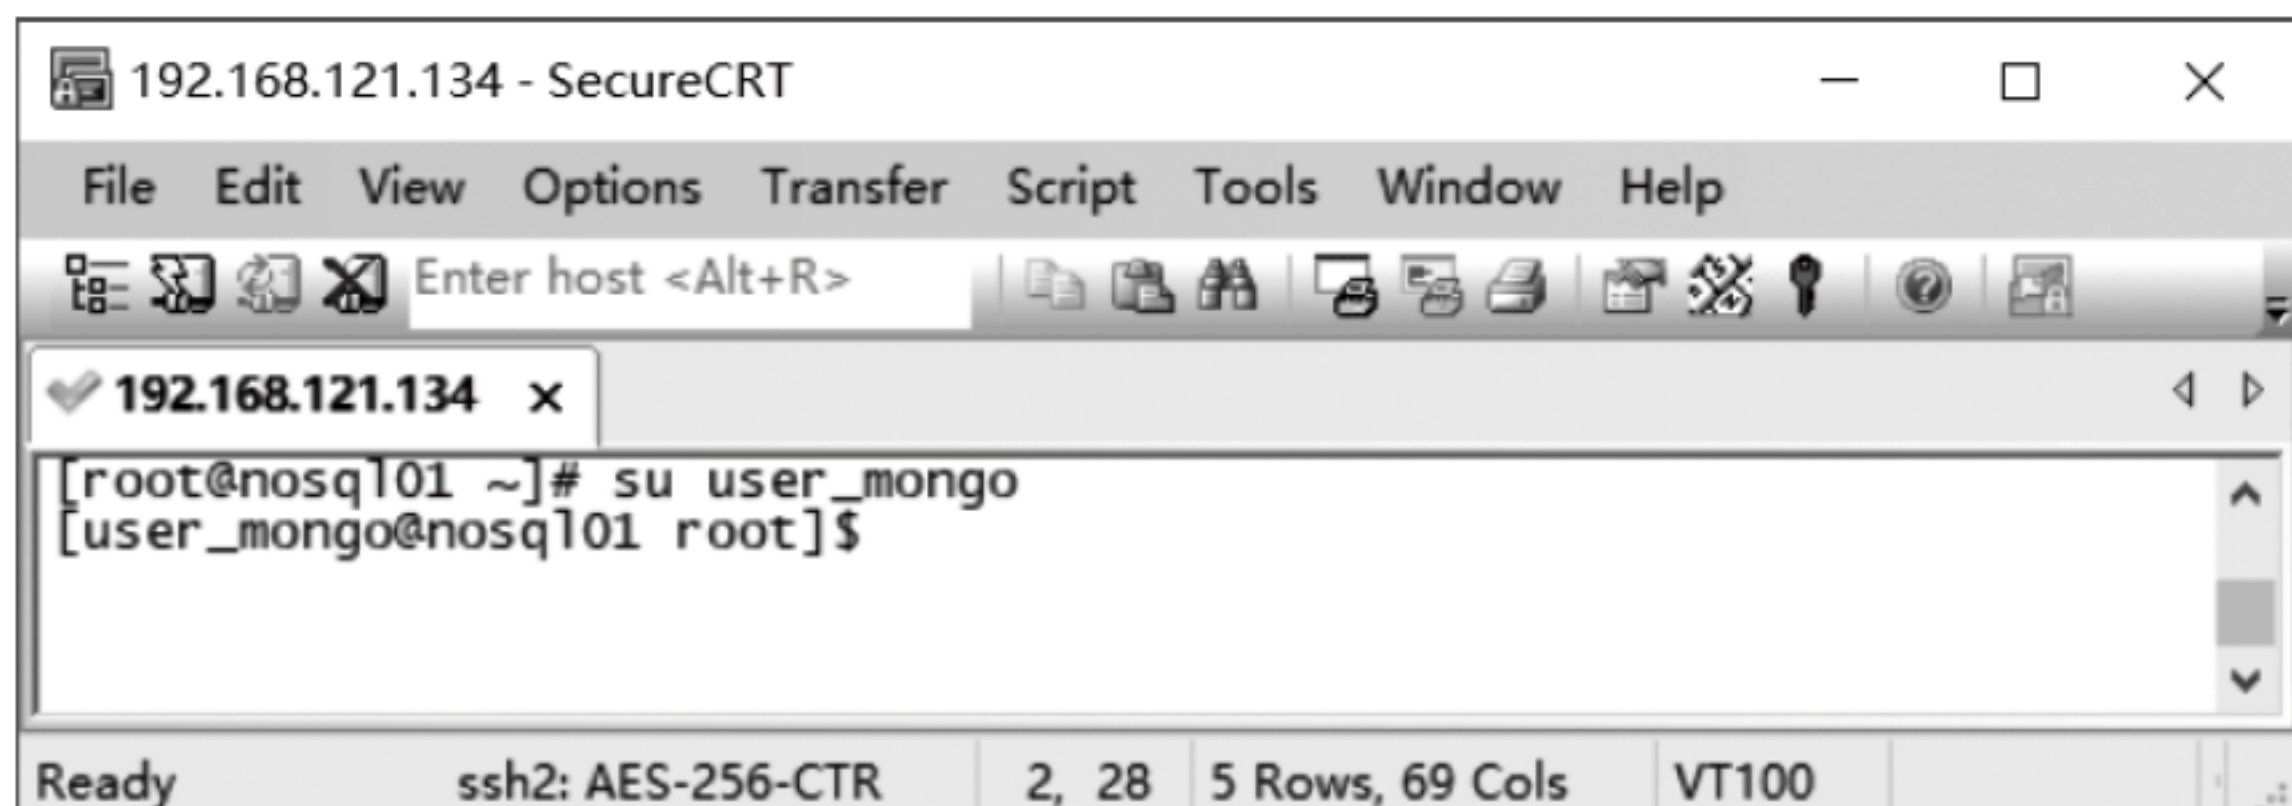 192.168.121.134 - SecureCRT
File Edit View Options Transfer Script Tools Window Help
Enter host <Alt+R>
192.168.121.134
[root@nosql01 ~]# su user_mongo
[user_mongo@nosql01 root]$
Ready ssh2: AES-256-CTR 2, 28 5 Rows, 69 Cols VT100